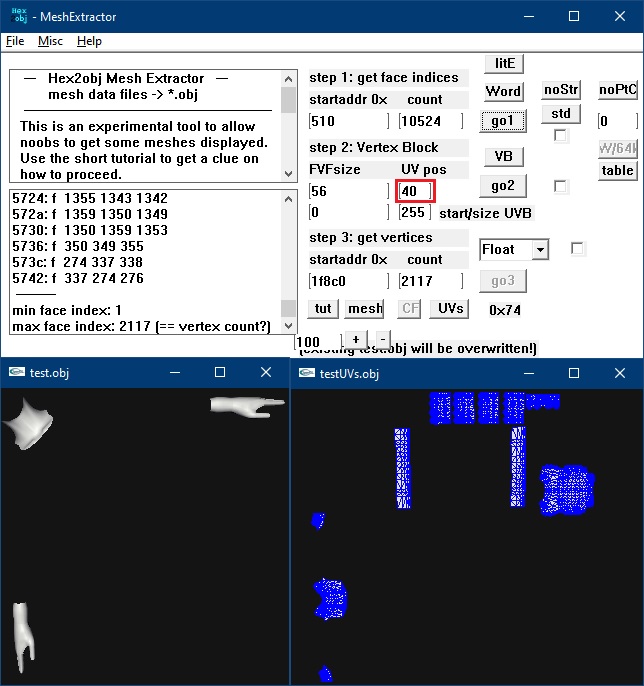 Hex
2obj
- MeshExtractor
File Misc Help
— Hex2obj Mesh Extractor —
mesh data files -> *.obj
This is an experimental tool to allow
noobs to get some meshes displayed.
Use the short tutorial to get a clue on
how to proceed.
5724: f 1355 1343 1342
572a: f 1359 1350 1349
5730: f 1350 1359 1353
5736: f 350 349 355
573c: f 274 337 338
5742: f 337 274 276
min face index: 1
max face index: 2117 (== vertex count?)
step 1: get face indices
startaddr 0x count
510 10524
step 2: Vertex Block
FVFsize UV pos
56 40
0 255 start/size UVB
step 3: get vertices
startaddr 0x count
1f8c0 2117
tut mesh CF UVs
100 + -
(existing test.obj will be overwritten!)
litE
Word noStr noPtC
go1 std 0
VB W/64k
go2 table
Float
go3
0x74
test.obj
testUVs.obj